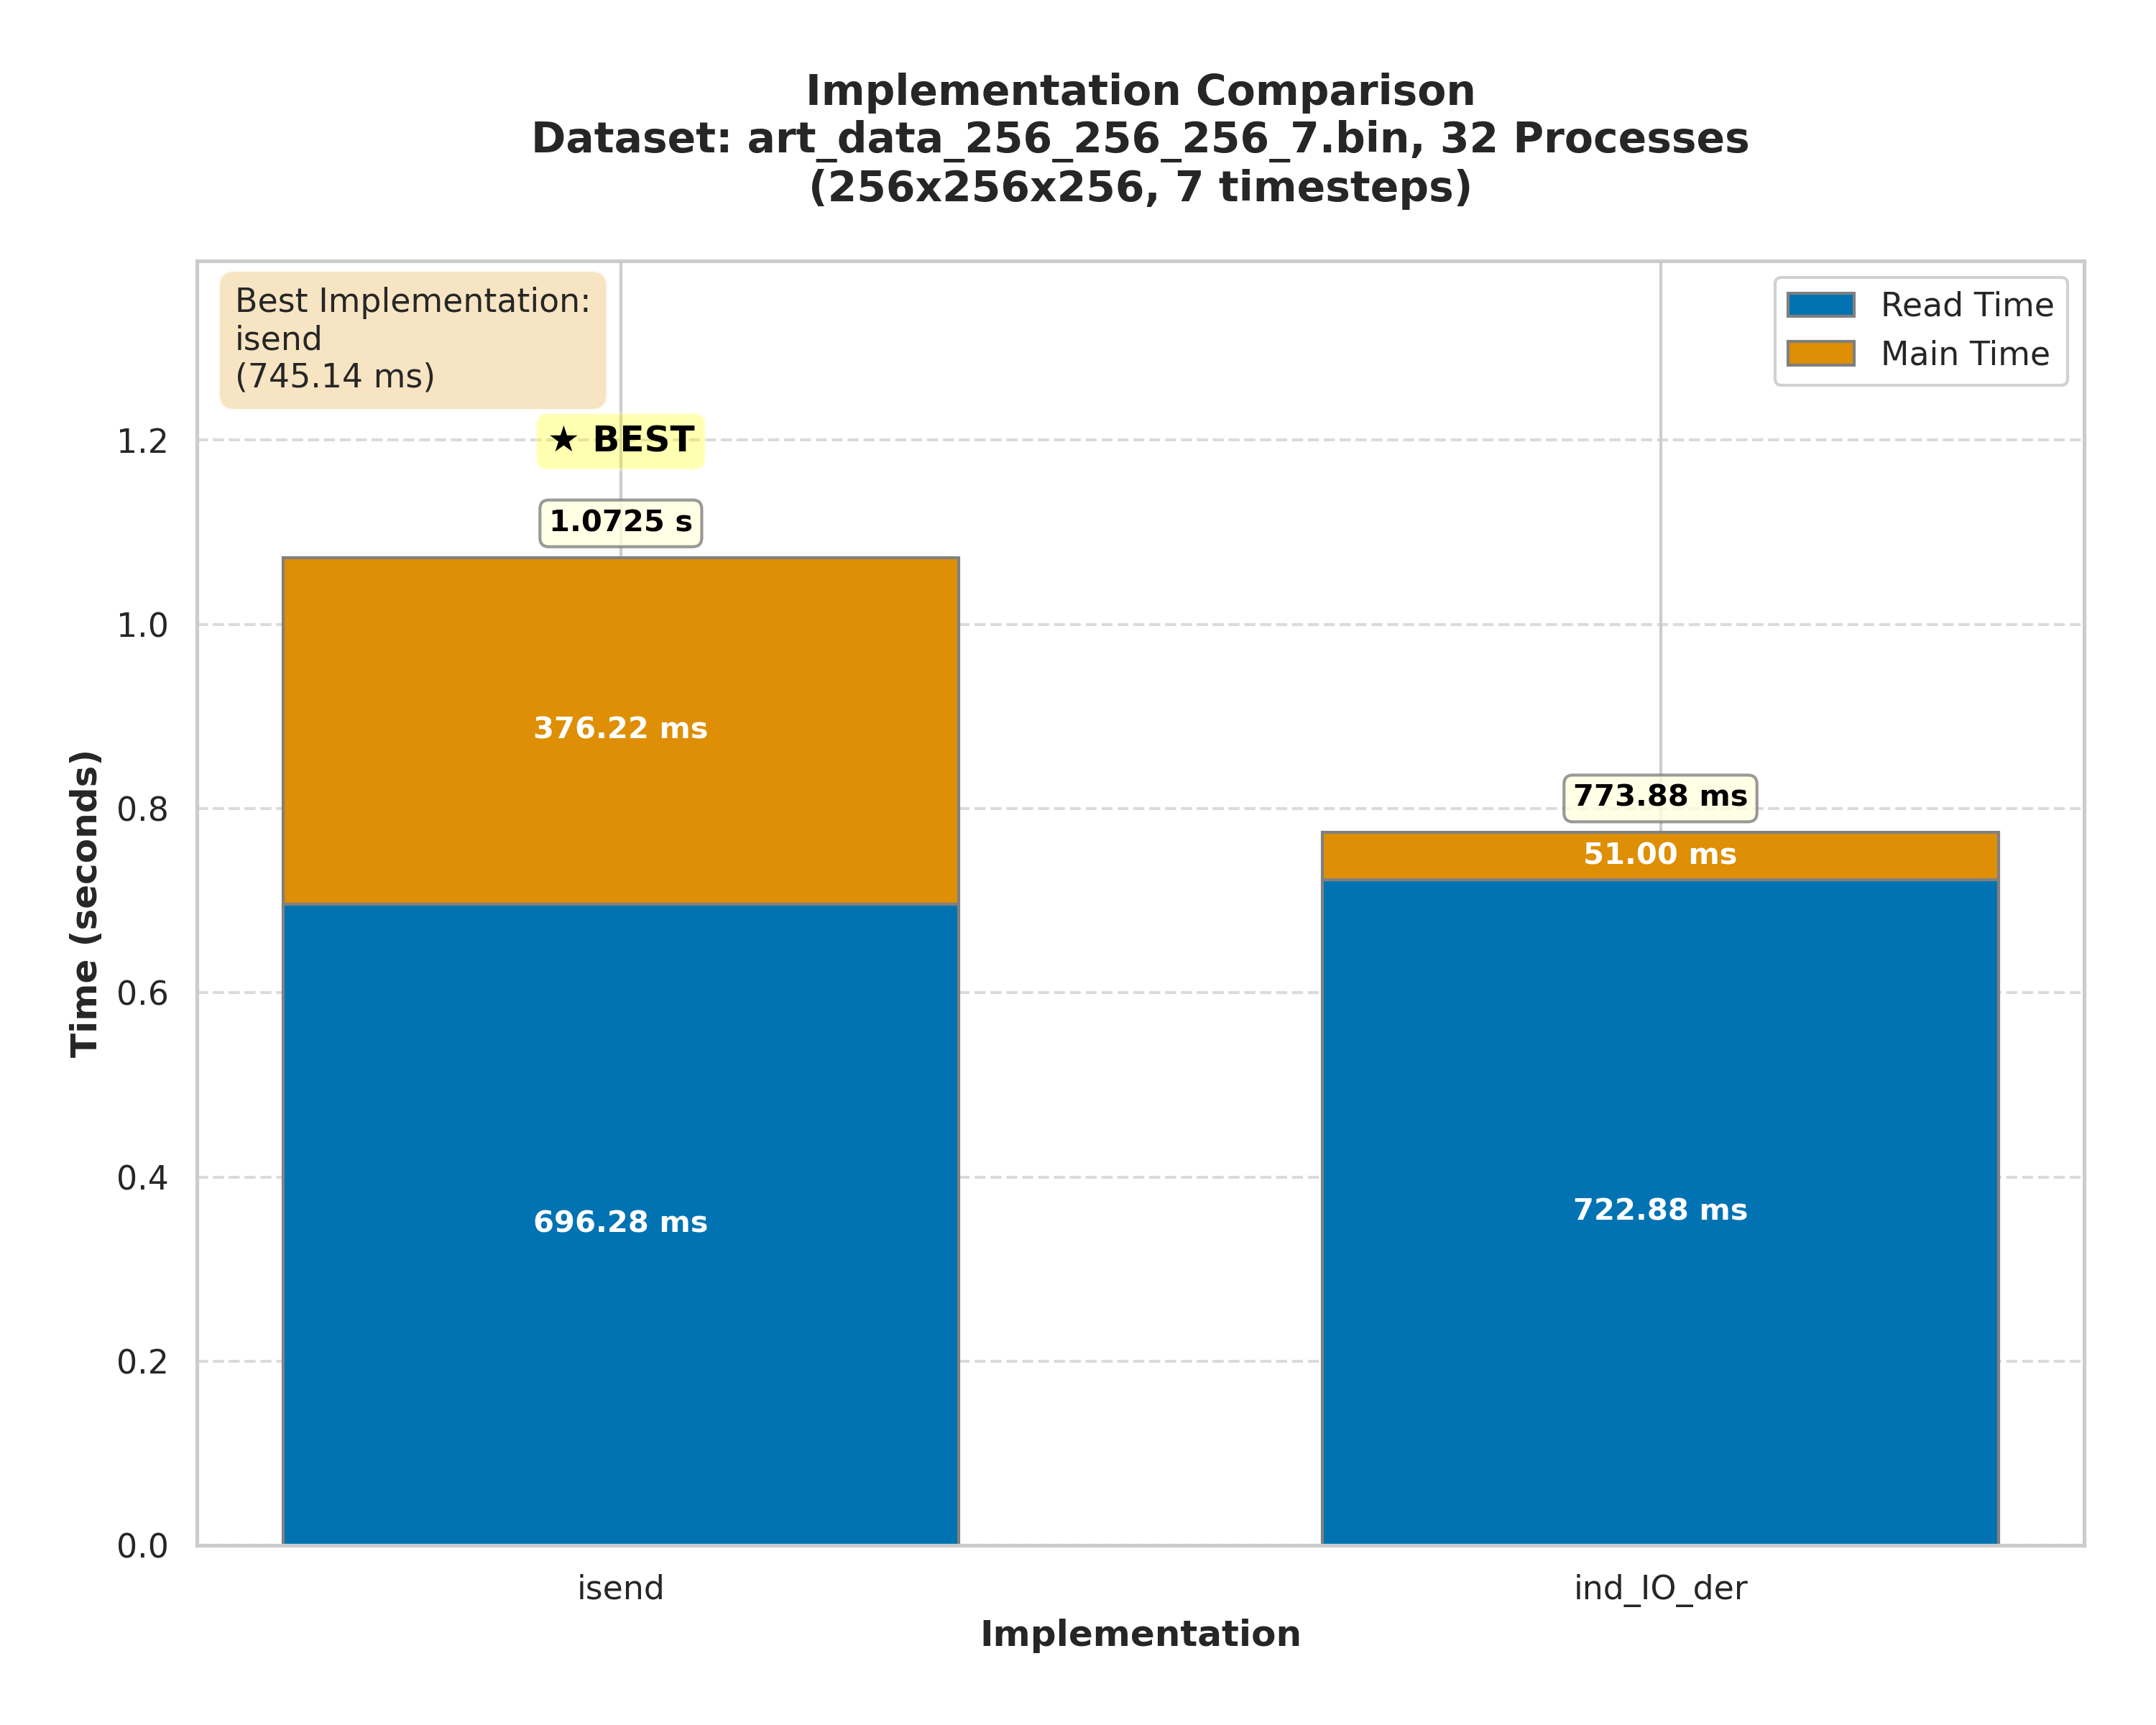 Implementation Comparison
Dataset: art_data_256_256_256_7.bin, 32 Processes
(256x256x256, 7 timesteps)
Best Implementation:
isend
(745.14 ms)
Read Time
Main Time
★ BEST
1.0725 s
376.22 ms
696.28 ms
773.88 ms
51.00 ms
722.88 ms
Time (seconds)
1.2
1.0
0.8
0.6
0.4
0.2
0.0
isend
ind_IO_der
Implementation